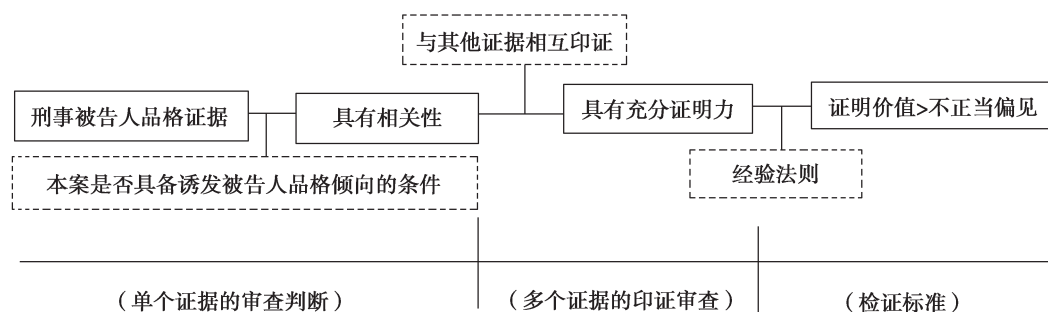 与其他证据相互印证
刑事被告人品格证据
具有相关性
具有充分证明力
证明价值>不正当偏见
本案是否具备诱发被告人品格倾向的条件
经验法则
（单个证据的审查判断）
（多个证据的印证审查）
（检证标准）